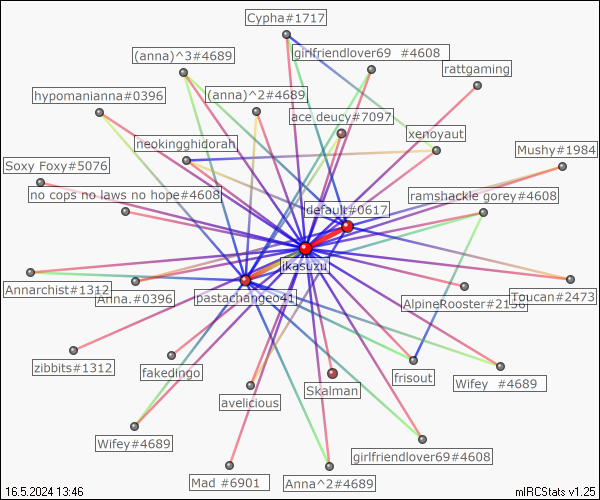 Cypha#1717
(anna)^3#4689
girlfriendlover69 #4608
rattgaming
hypomanianna#0396
(anna)^2#4689
ace deucy#7097
neokingghidorah
xenoyaut
Mushy#1984
Soxy Foxy#5076
no cops no laws no hope#4608
ramshackle gorey#4608
default#0617
ikasuzu
Annarchist#1312
Anna.#0396
pastachangeo41
AlpineRooster#2138
Toucan#2473
zibbits#1312
fakedingo
frisout
Wifey #4689
Skalman
avelicious
Wifey#4689
girlfriendlover69#4608
Mad #6901
Anna^2#4689
16.5.2024 13:46
mIRCStats v1.25